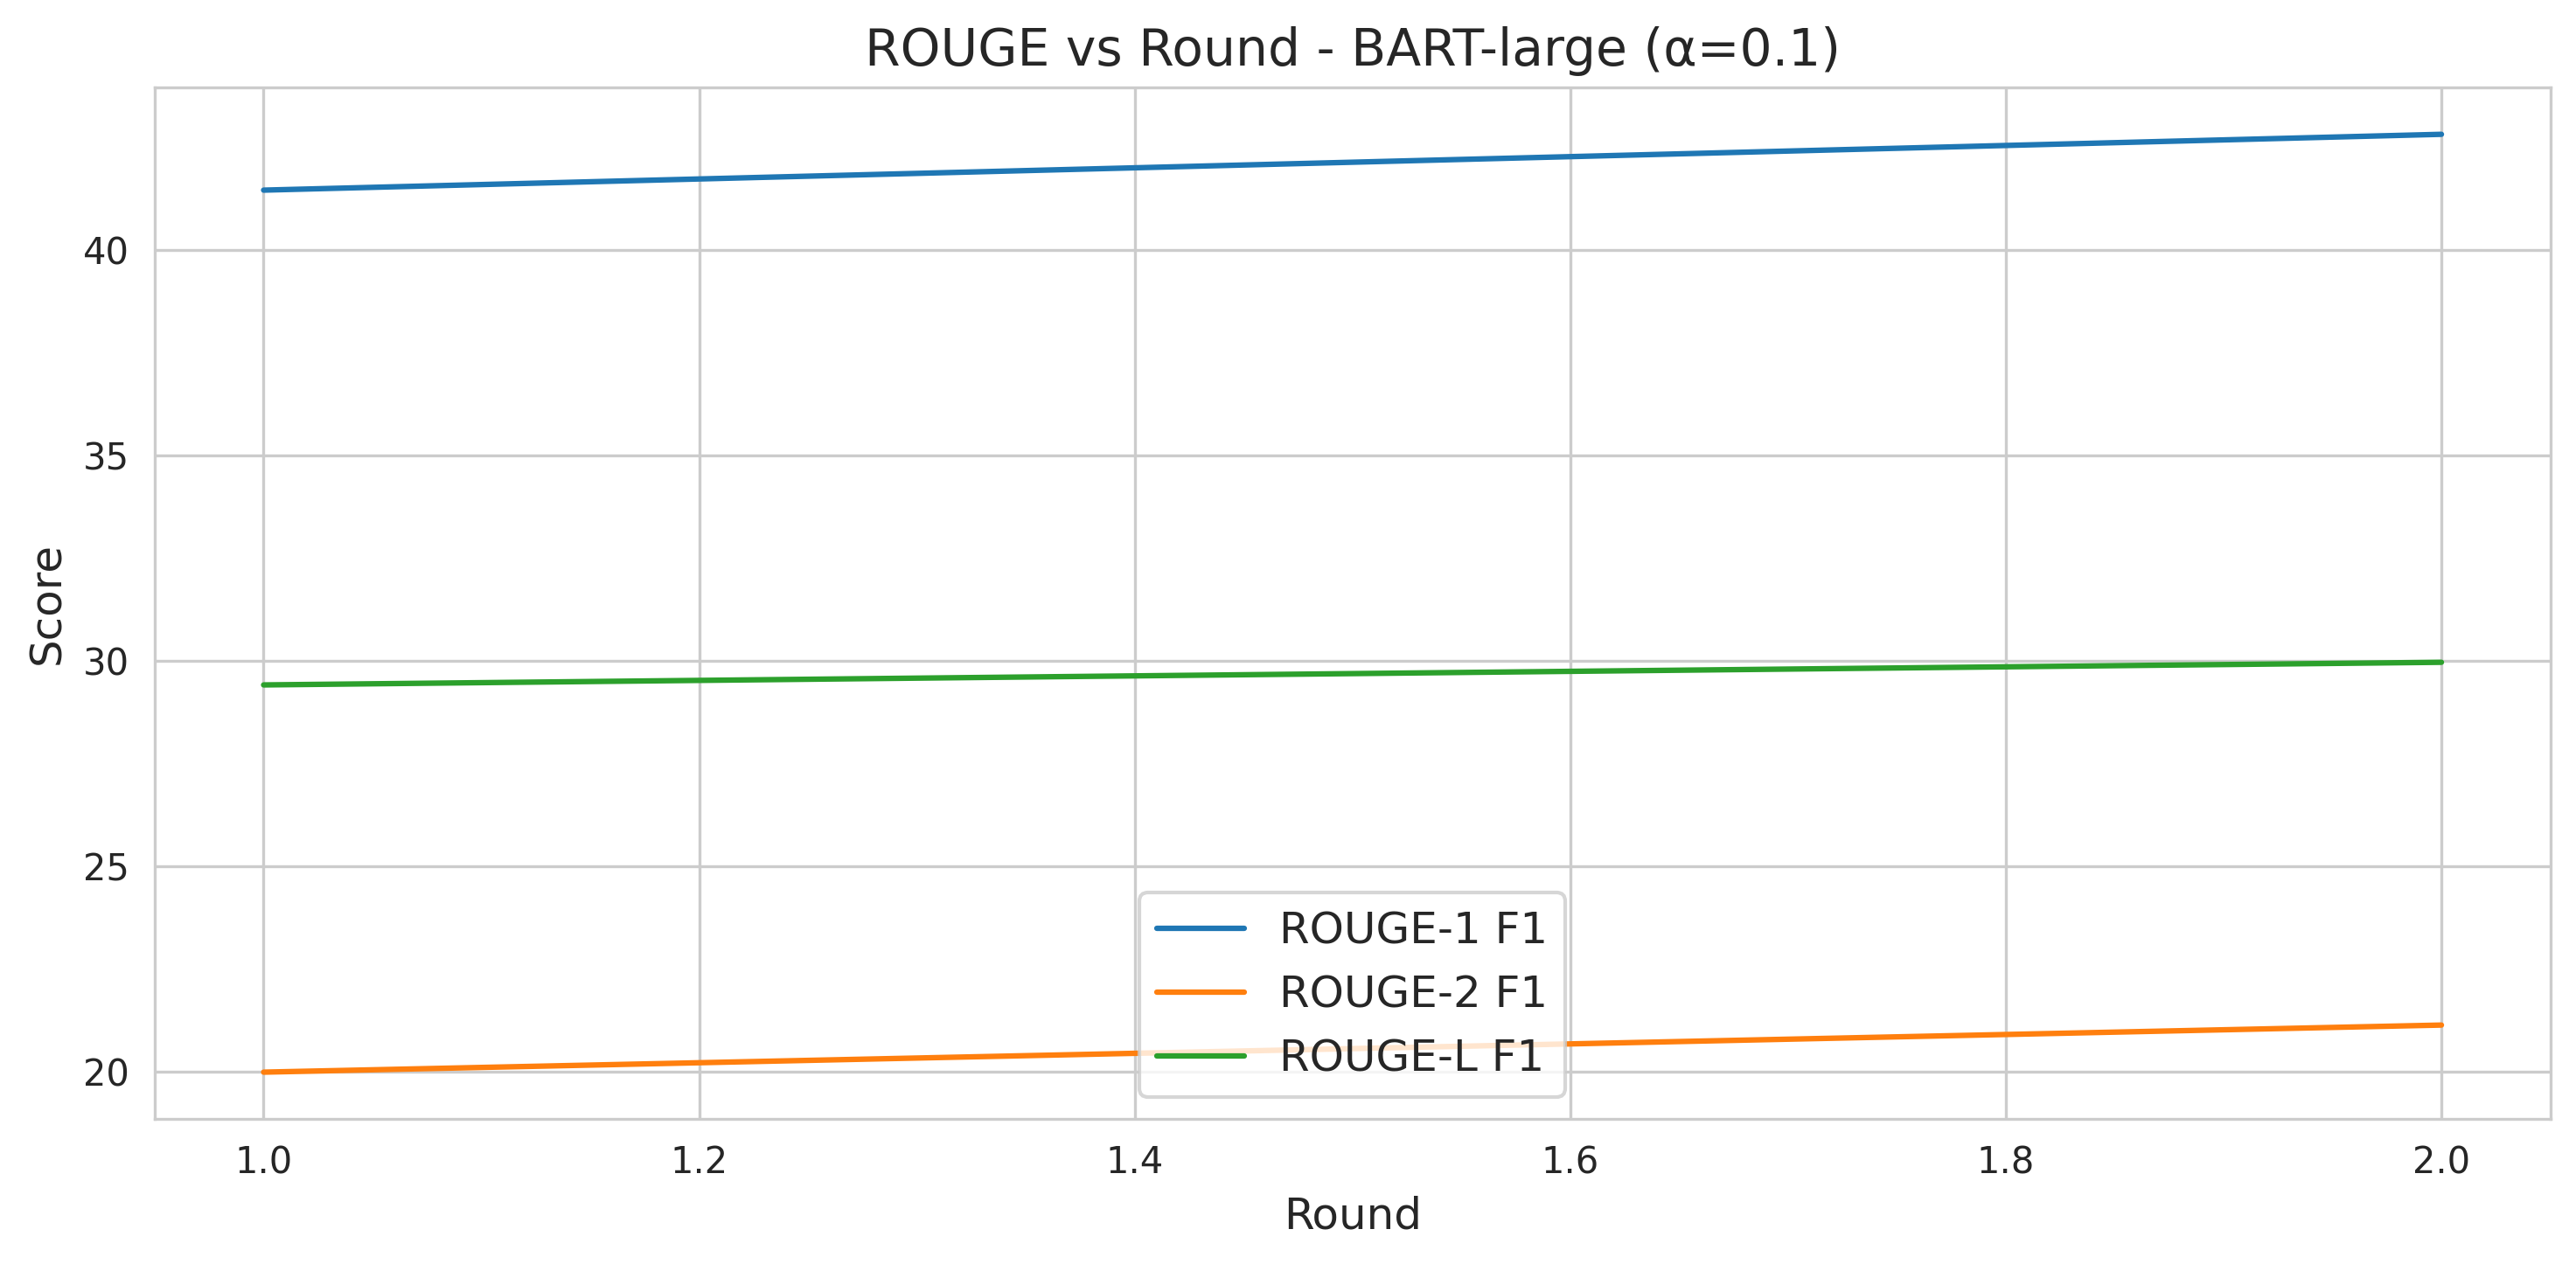 ROUGE vs Round - BART-large (α=0.1)
Score
40
35
30
25
20
ROUGE-1 F1
ROUGE-2 F1
ROUGE-L F1
1.0 1.2 1.4 1.6 1.8 2.0
Round